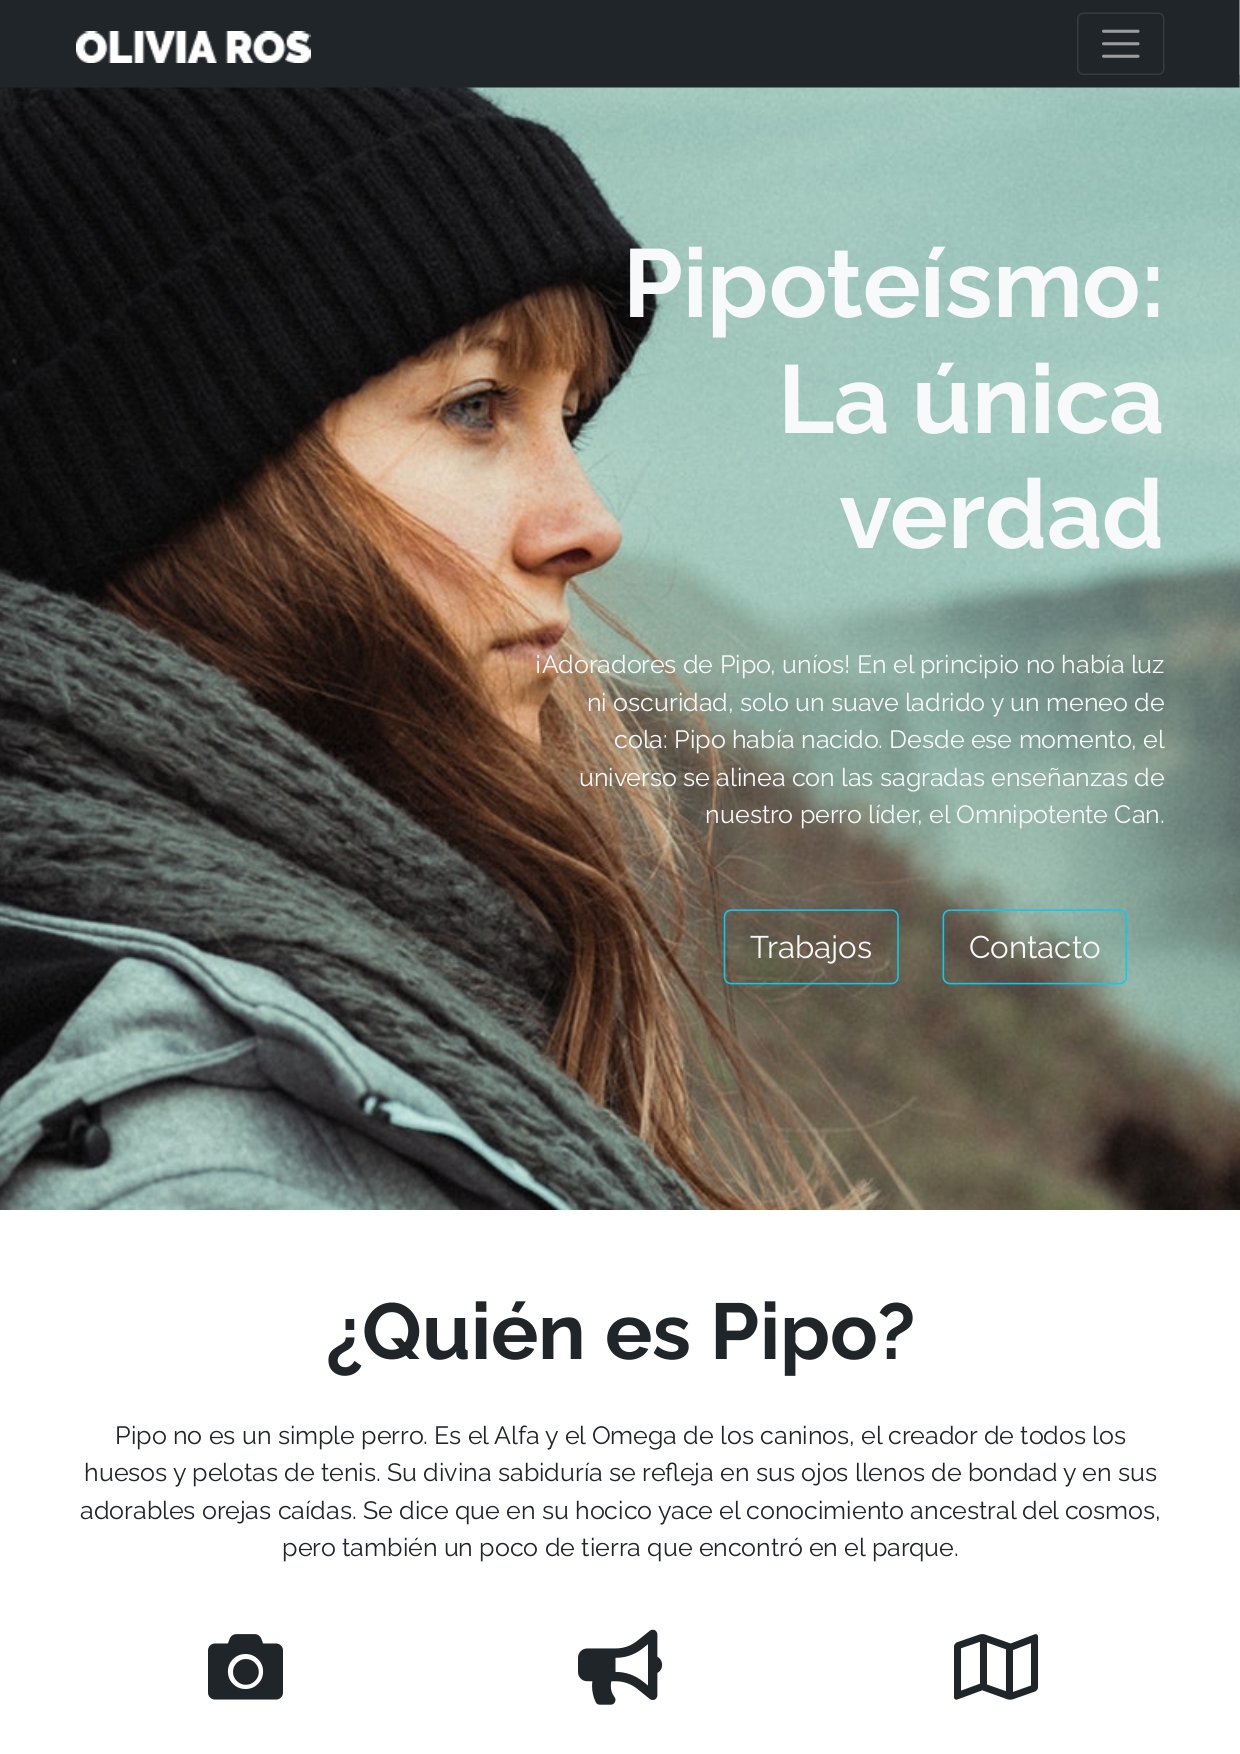 OLIVIA ROS
Pipoteísmo:
La única
verdad
¡Adoradores de Pipo, uníos! En el principio no había luz
ni oscuridad, solo un suave ladrido y un meneo de
cola: Pipo había nacido. Desde ese momento, el
universo se alinea con las sagradas enseñanzas de
nuestro perro líder, el Omnipotente Can.
Trabajos
Contacto
¿Quién es Pipo?
Pipo no es un simple perro. Es el Alfa y el Omega de los caninos, el creador de todos los
huesos y pelotas de tenis. Su divina sabiduría se refleja en sus ojos llenos de bondad y en sus
adorables orejas caídas. Se dice que en su hocico yace el conocimiento ancestral del cosmos,
pero también un poco de tierra que encontró en el parque.